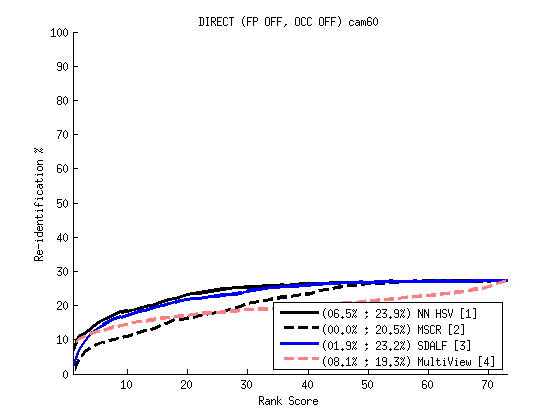 DIRECT (FP OFF, OCC OFF) cam60
100
90
80
70
60
50
40
30
20
10
0
Re-identification %
(06.5% ; 23.9%) NN HSV [1]
(00.0% ; 20.5%) MSCR [2]
(01.9% ; 23.2%) SDALF [3]
(08.1% ; 19.3%) MultiView [4]
10 20 30 40 50 60 70
Rank Score